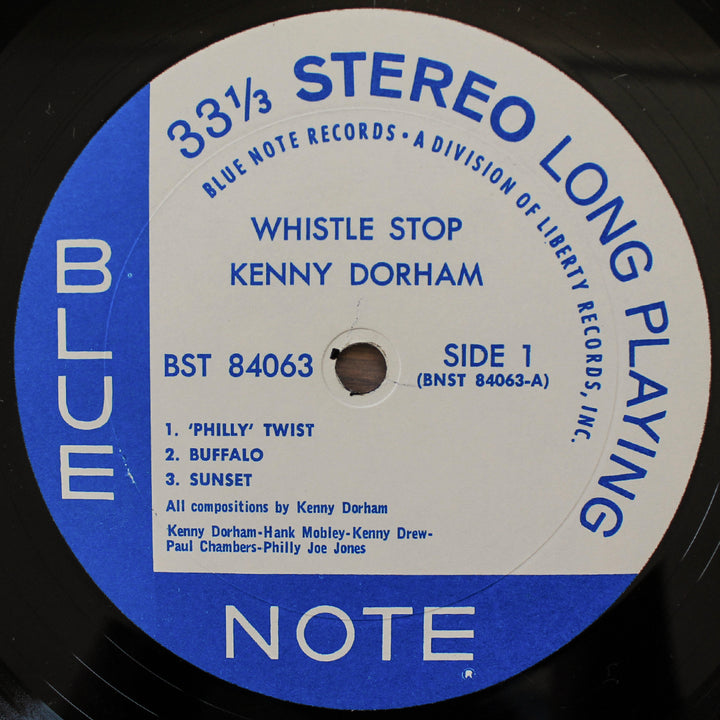 33⅓ STEREO LONG PLAYING
BLUE NOTE RECORDS • A DIVISION OF LIBERTY RECORDS, INC.
WHISTLE STOP
KENNY DORHAM
BST 84063
SIDE 1
(BNST 84063-A)
1. ‘PHILLY’ TWIST
2. BUFFALO
3. SUNSET
All compositions by Kenny Dorham
Kenny Dorham-Hank Mobley-Kenny Drew-
Paul Chambers-Philly Joe Jones
BLUE
NOTE
®